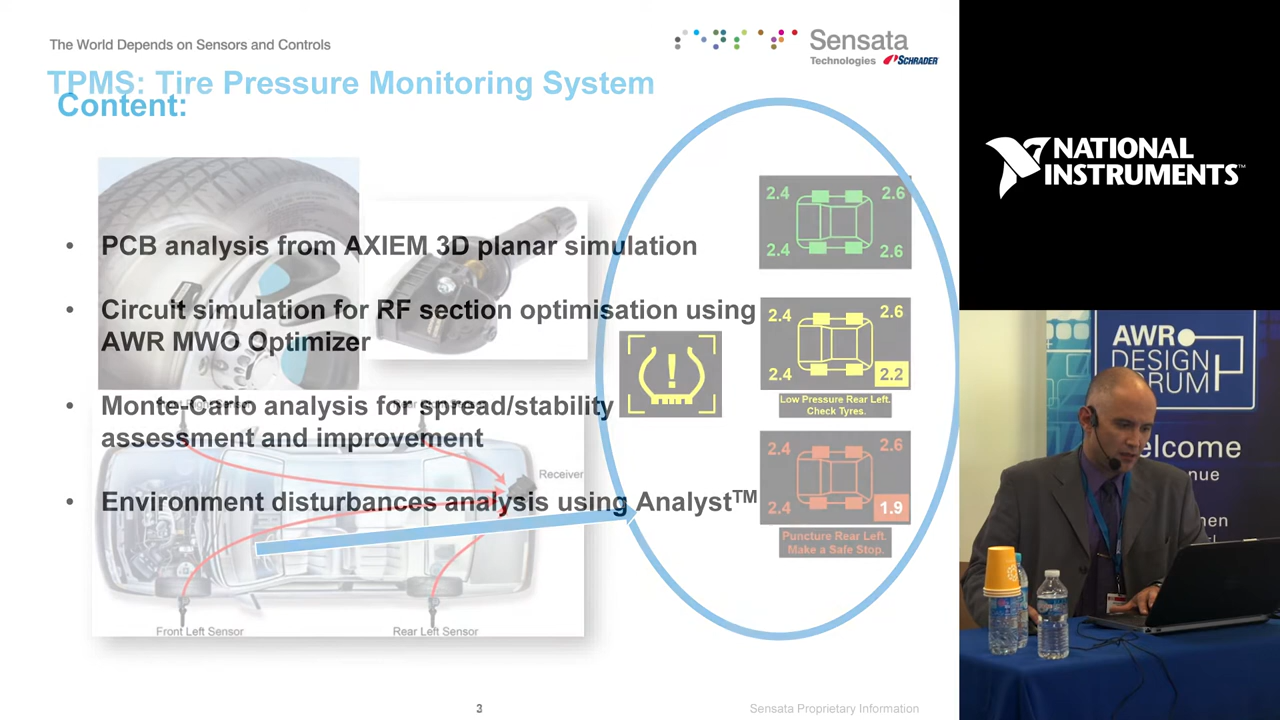 The World Depends on Sensors and Controls
Sensata
Technologies SCHRADER
TPMS: Tire Pressure Monitoring System
Content:
• PCB analysis from AXIEM 3D planar simulation
• Circuit simulation for RF section optimisation using
AWR MWO Optimizer
• Monte-Carlo analysis for spread/stability
assessment and improvement
• Environment disturbances analysis using Analyst™
Receiver
Front Left Sensor
Rear Left Sensor
2.4 2.6
2.4 2.6
2.4 2.6
2.4 2.2
Low Pressure Rear Left.
Check Tyres.
2.4 2.6
2.4 1.9
Puncture Rear Left.
Make a Safe Stop.
3
Sensata Proprietary Information
NATIONAL
INSTRUMENTS™
AWR
DESIGN
FORUM
elcome